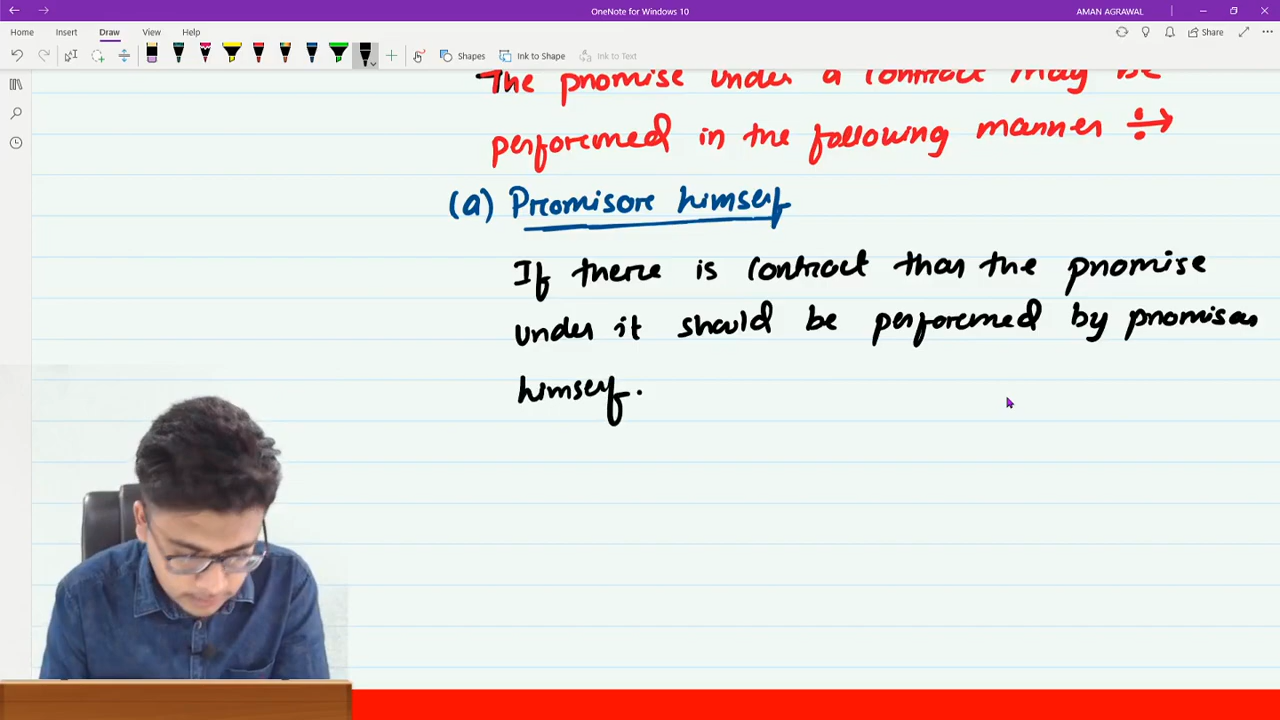 OneNote for Windows 10
AMAN AGRAWAL
Home Insert Draw View Help
Share
Shapes Ink to Shape Ink to Text
The promise under a contract may be
performed in the following manner
(a) Promisor himself
If there is contract than the promise
under it should be performed by promisor
himself.